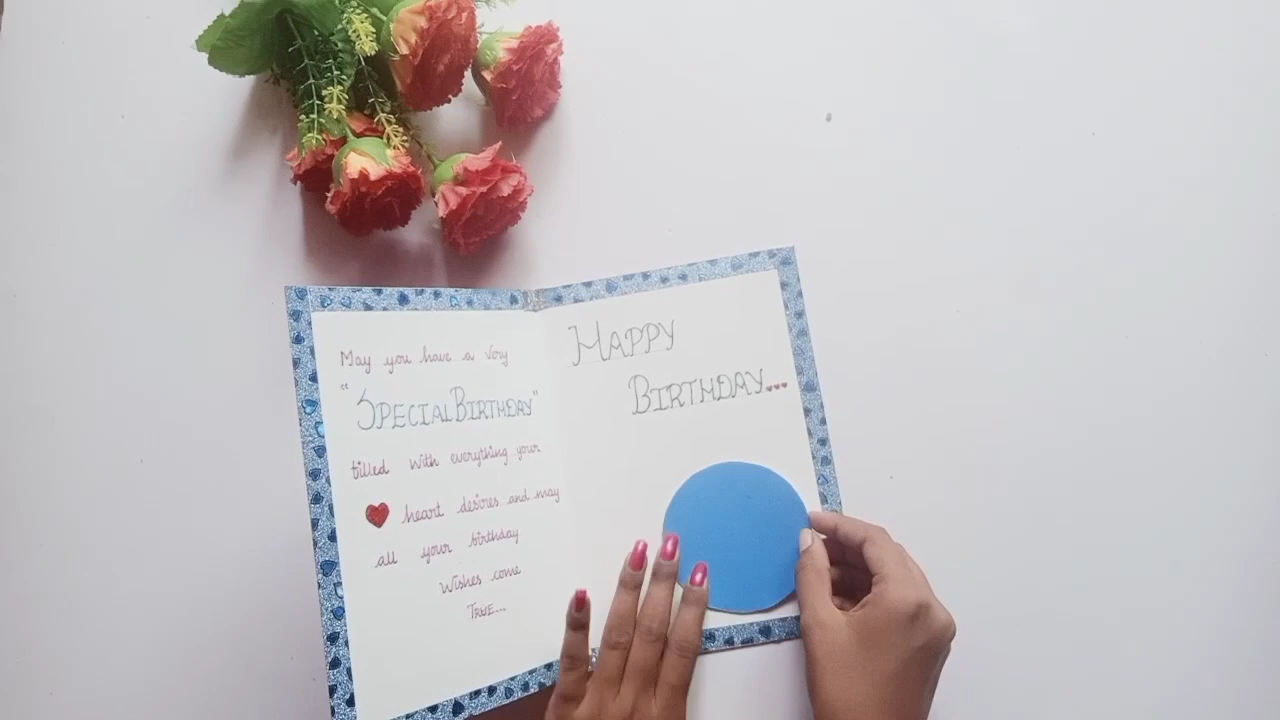 May you have a very
"SPECIAL BIRTHDAY"
filled with everything your
heart desires and may
all your birthday
wishes come
TRUE...
HAPPY
BIRTHDAY...